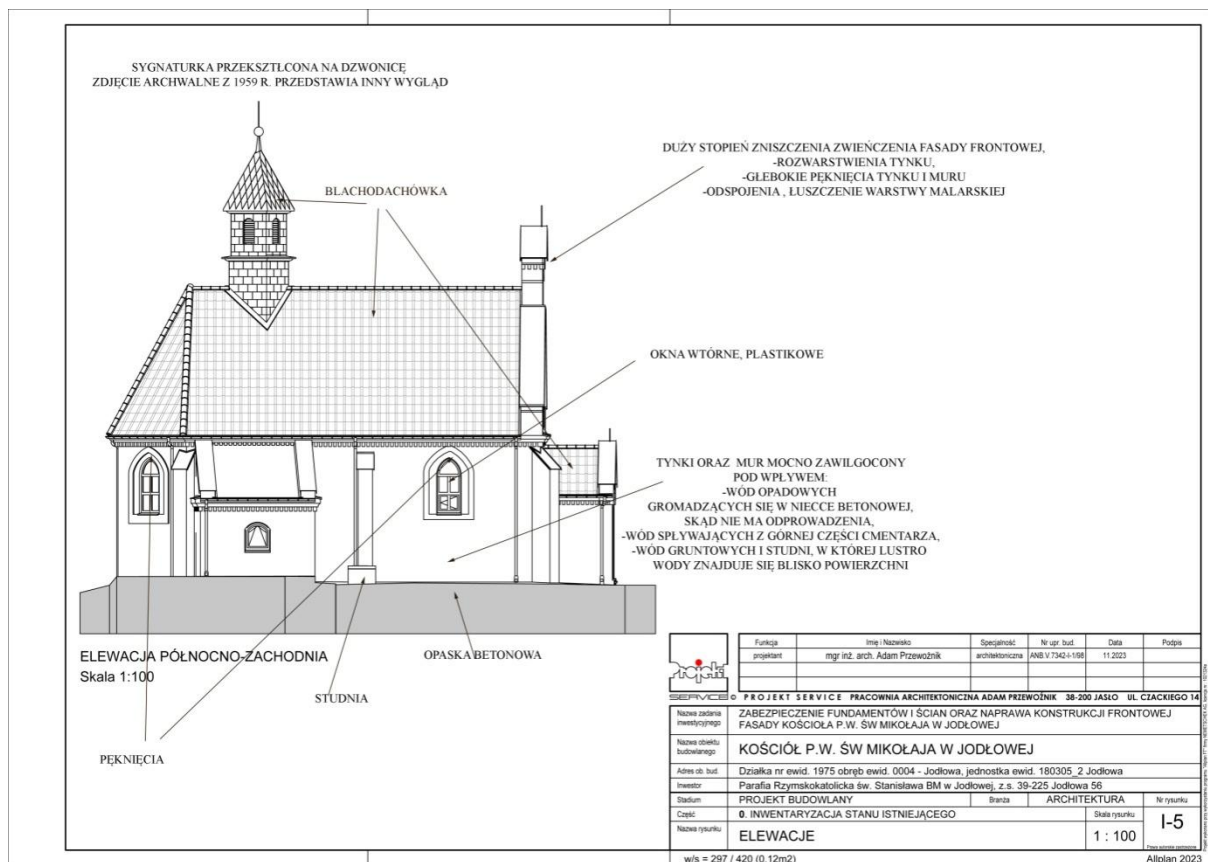 SYGNATURKA PRZEKSZTŁCONA NA DZWONICĘ
ZDJĘCIE ARCHWALNE Z 1959 R. PRZEDSTAWIA INNY WYGLĄD
BLACHODACHÓWKA
DUŻY STOPIEŃ ZNISZCZENIA ZWIEŃCZENIA FASADY FRONTOWEJ,
-ROZWARSTWIENIA TYNKU,
-GŁEBOKIE PĘKNIĘCIA TYNKU I MURU
-ODSPOJENIA , ŁUSZCZENIE WARSTWY MALARSKIEJ
OKNA WTÓRNE, PLASTIKOWE
TYNKI ORAZ MUR MOCNO ZAWILGOCONY
POD WPŁYWEM:
-WÓD OPADOWYCH
GROMADZĄCYCH SIĘ W NIECCE BETONOWEJ,
SKĄD NIE MA ODPROWADZENIA,
-WÓD SPŁYWAJĄCYCH Z GÓRNEJ CZĘŚCI CMENTARZA,
-WÓD GRUNTOWYCH I STUDNI, W KTÓREJ LUSTRO
WODY ZNAJDUJE SIĘ BLISKO POWIERZCHNI
ELEWACJA PÓŁNOCNO-ZACHODNIA
Skala 1:100
OPASKA BETONOWA
STUDNIA
PĘKNIĘCIA
Funkcja Imię i Nazwisko Specjalność Nr upr. bud. Data Podpis
projektant mgr inż. arch. Adam Przewoźnik architektoniczna ANB.V.7342-I-1/98 11.2023
SERVICE © PROJEKT SERVICE PRACOWNIA ARCHITEKTONICZNA ADAM PRZEWOŹNIK 38-200 JASŁO UL. CZACKIEGO 14
Nazwa zadania inwestycyjnego ZABEZPIECZENIE FUNDAMENTÓW I ŚCIAN ORAZ NAPRAWA KONSTRUKCJI FRONTOWEJ
FASADY KOŚCIOŁA P.W. ŚW MIKOŁAJA W JODŁOWEJ
Nazwa obiektu budowlanego KOŚCIÓŁ P.W. ŚW MIKOŁAJA W JODŁOWEJ
Adres ob. bud. Działka nr ewid. 1975 obręb ewid. 0004 - Jodłowa, jednostka ewid. 180305_2 Jodłowa
Inwestor Parafia Rzymskokatolicka św. Stanisława BM w Jodłowej, z.s. 39-225 Jodłowa 56
Stadium PROJEKT BUDOWLANY Branża ARCHITEKTURA Nr rysunku
Część 0. INWENTARYZACJA STANU ISTNIEJĄCEGO Skala rysunku I-5
Nazwa rysunku ELEWACJE 1 : 100
w/s = 297 / 420 (0.12m2) Allplan 2023